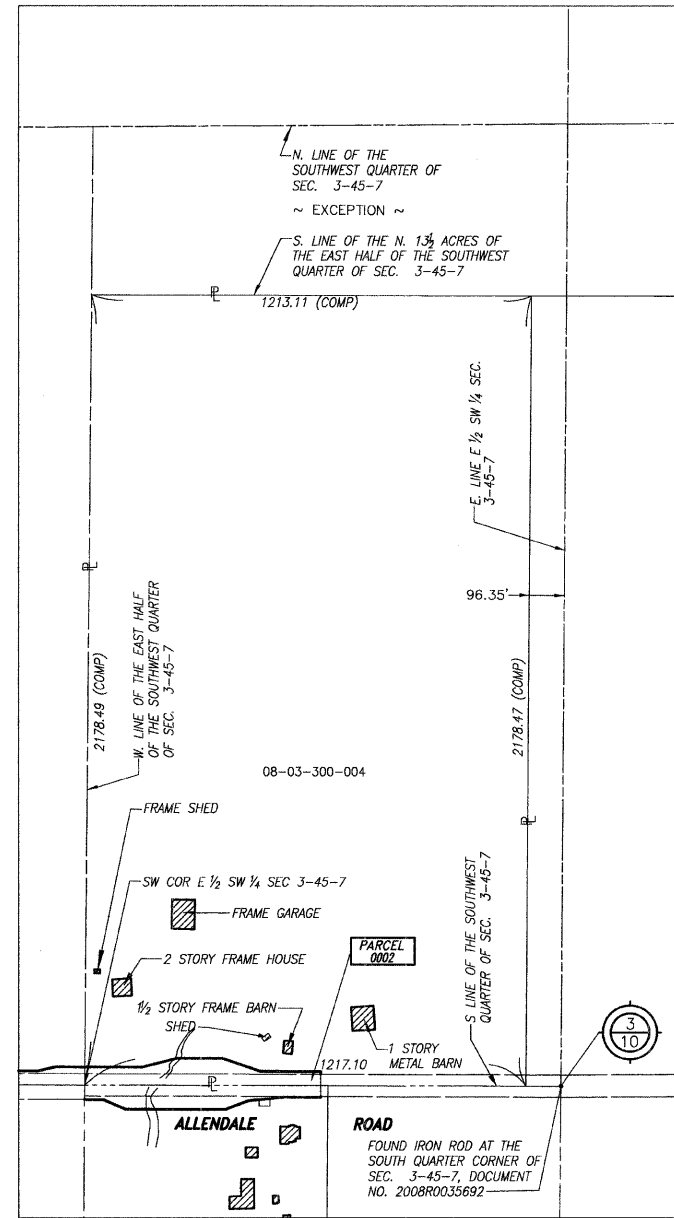 N. LINE OF THE
SOUTHWEST QUARTER OF
SEC. 3-45-7
~ EXCEPTION ~
S. LINE OF THE N. 13½ ACRES OF
THE EAST HALF OF THE SOUTHWEST
QUARTER OF SEC. 3-45-7
PL
1213.11 (COMP)
E. LINE E ½ SW ¼ SEC.
3-45-7
96.35'
PL
2178.49 (COMP)
W. LINE OF THE EAST HALF
OF THE SOUTHWEST QUARTER
OF SEC. 3-45-7
2178.47 (COMP)
PL
08-03-300-004
FRAME SHED
SW COR E ½ SW ¼ SEC 3-45-7
FRAME GARAGE
2 STORY FRAME HOUSE
PARCEL
0002
S LINE OF THE SOUTHWEST
QUARTER OF SEC. 3-45-7
1½ STORY FRAME BARN
SHED
1 STORY
METAL BARN
3
10
1217.10
PL
ALLENDALE ROAD
FOUND IRON ROD AT THE
SOUTH QUARTER CORNER OF
SEC. 3-45-7, DOCUMENT
NO. 2008R0035692